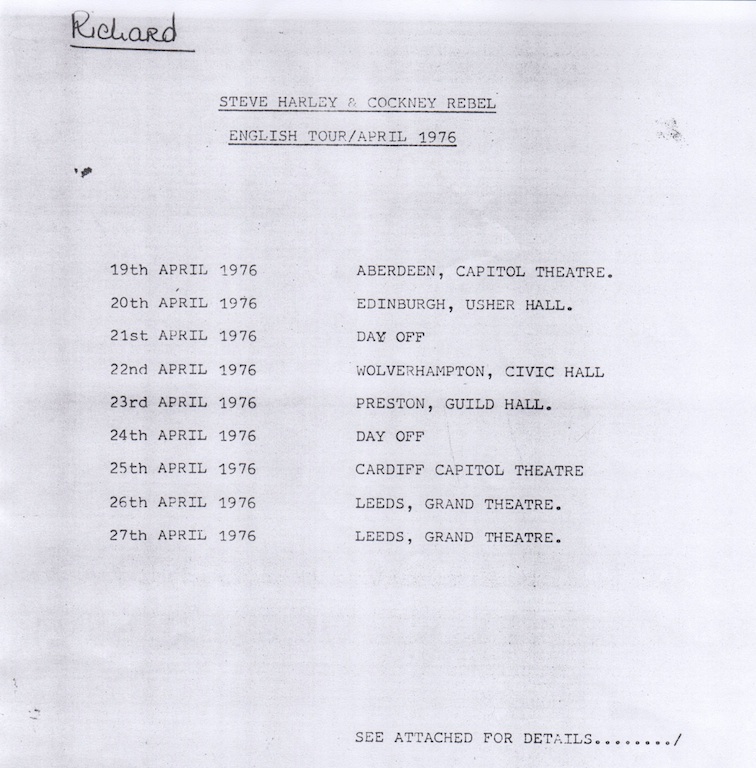 Richard
STEVE HARLEY & COCKNEY REBEL
ENGLISH TOUR/APRIL 1976
19th APRIL 1976 ABERDEEN, CAPITOL THEATRE.
20th APRIL 1976 EDINBURGH, USHER HALL.
21st APRIL 1976 DAY OFF
22nd APRIL 1976 WOLVERHAMPTON, CIVIC HALL
23rd APRIL 1976 PRESTON, GUILD HALL.
24th APRIL 1976 DAY OFF
25th APRIL 1976 CARDIFF CAPITOL THEATRE
26th APRIL 1976 LEEDS, GRAND THEATRE.
27th APRIL 1976 LEEDS, GRAND THEATRE.
SEE ATTACHED FOR DETAILS......../